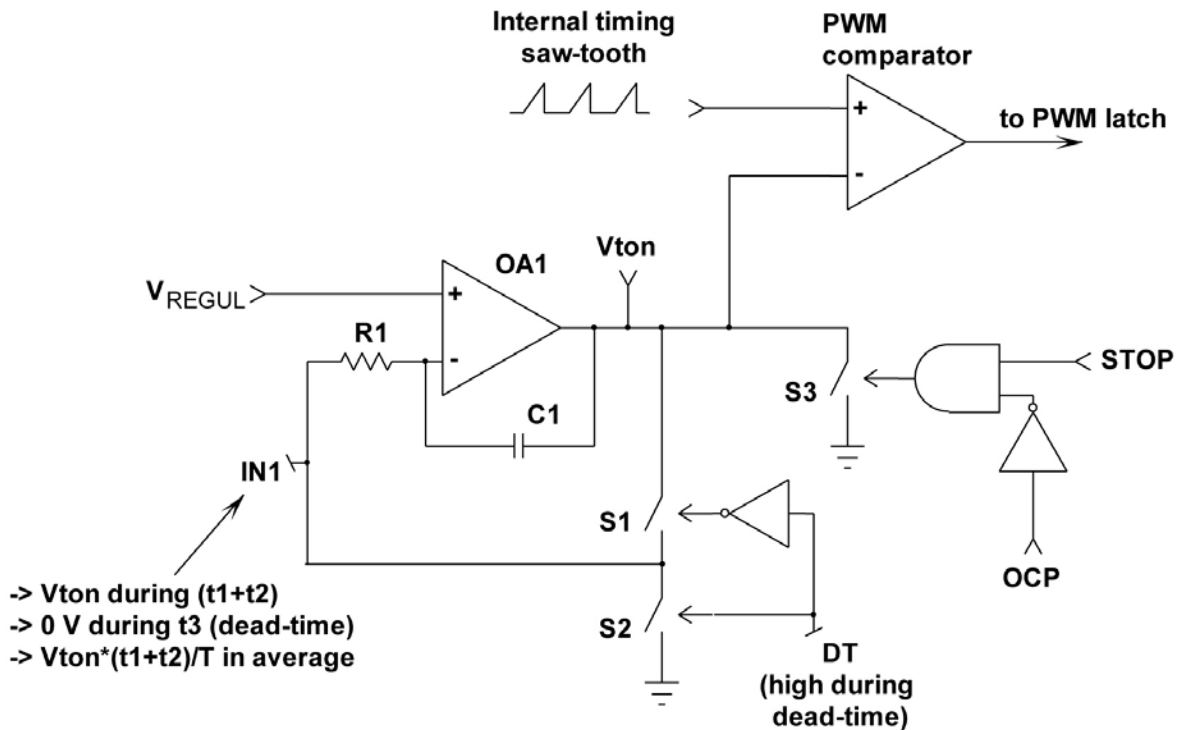 Internal timing
saw-tooth
PWM
comparator
+
-
to PWM latch
Vton
OA1
VREGUL
+
-
R1
C1
S3
STOP
IN1
S1
OCP
-> Vton during (t1+t2)
-> 0 V during t3 (dead-time)
-> Vton*(t1+t2)/T in average
S2
DT
(high during
dead-time)